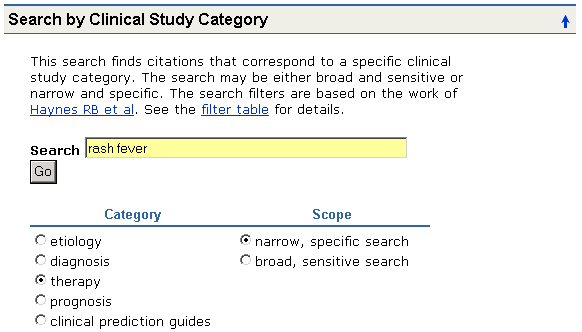 Search by Clinical Study Category
This search finds citations that correspond to a specific clinical
study category. The search may be either broad and sensitive or
narrow and specific. The search filters are based on the work of
Haynes RB et al. See the filter table for details.
Search rash fever
Go
Category Scope
etiology narrow, specific search
diagnosis broad, sensitive search
therapy
prognosis
clinical prediction guides